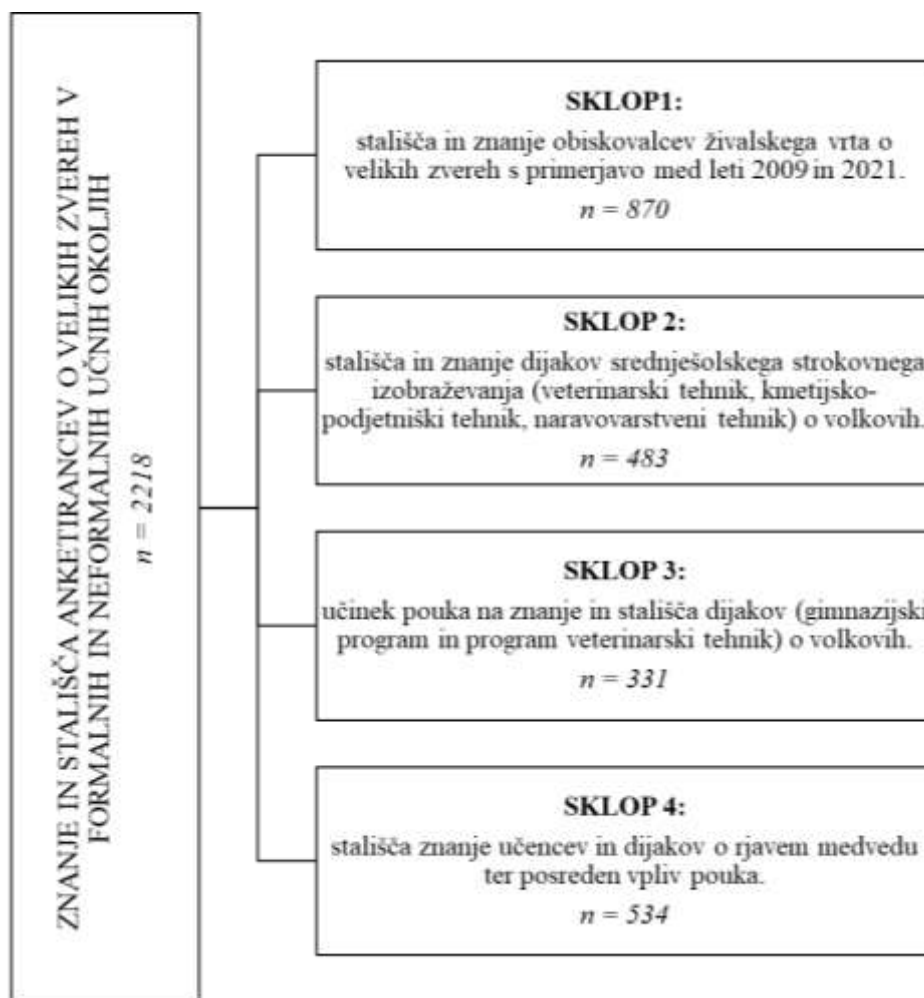 ZNANJE IN STALIŠČA ANKETIRANCEV O VELIKIH ZVEREH V
FORMALNIH IN NEFORMALNIH UČNIH OKOLJIH
n = 2218
SKLOP1:
stališča in znanje obiskovalcev živalskega vrta o
velikih zvereh s primerjavo med leti 2009 in 2021.
n = 870
SKLOP 2:
stališča in znanje dijakov srednješolskega strokovnega
izobraževanja (veterinarski tehnik, kmetijsko-
podjetniški tehnik, naravovarstveni tehnik) o volkovih.
n = 483
SKLOP 3:
učinek pouka na znanje in stališča dijakov (gimnazijski
program in program veterinarski tehnik) o volkovih.
n = 331
SKLOP 4:
stališča znanje učencev in dijakov o rjavem medvedu
ter posreden vpliv pouka.
n = 534